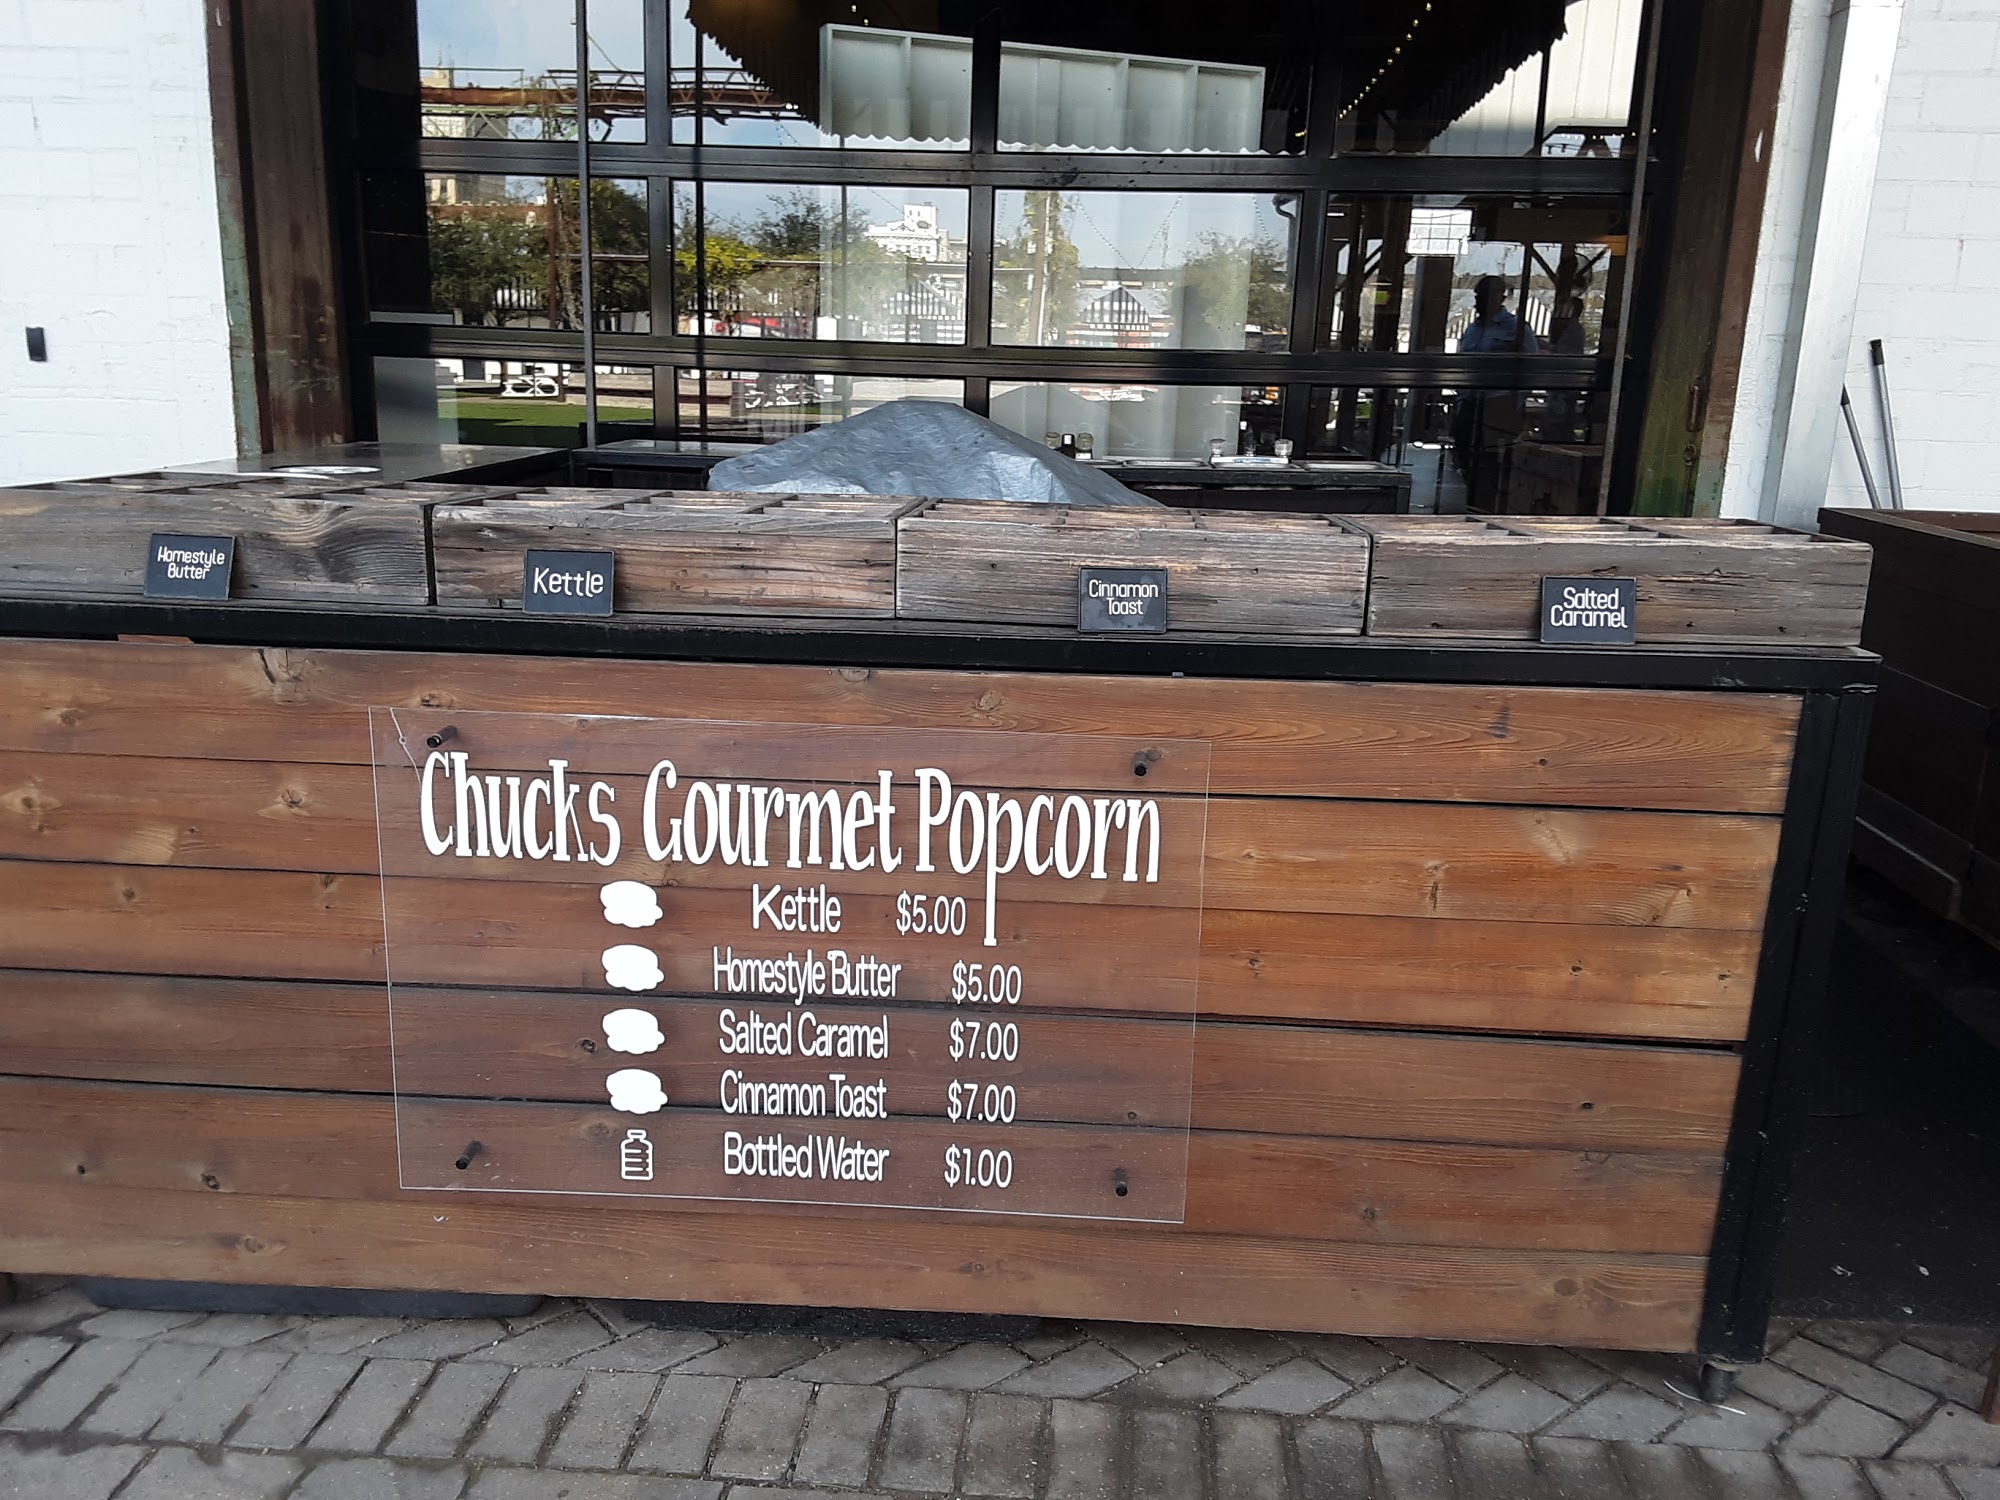 Homestyle
Butter
Kettle
Cinnamon
Toast
Salted
Caramel
Chucks Gourmet Popcorn
Kettle $5.00
Homestyle Butter $5.00
Salted Caramel $7.00
Cinnamon Toast $7.00
Bottled Water $1.00